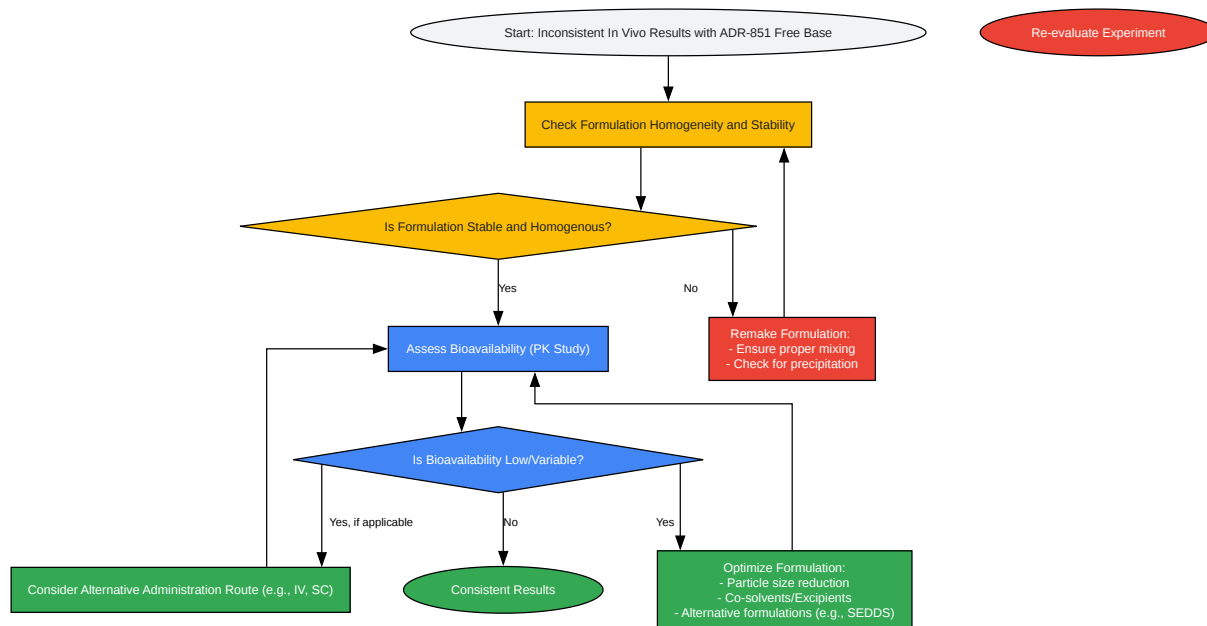 Start: Inconsistent In Vivo Results with ADR-851 Free Base
Re-evaluate Experiment
Check Formulation Homogeneity and Stability
Is Formulation Stable and Homogenous?
Yes
No
Remake Formulation:
- Ensure proper mixing
- Check for precipitation
Assess Bioavailability (PK Study)
Is Bioavailability Low/Variable?
Yes, if applicable
No
Yes
Consider Alternative Administration Route (e.g., IV, SC)
Consistent Results
Optimize Formulation:
- Particle size reduction
- Co-solvents/Excipients
- Alternative formulations (e.g., SEDDS)